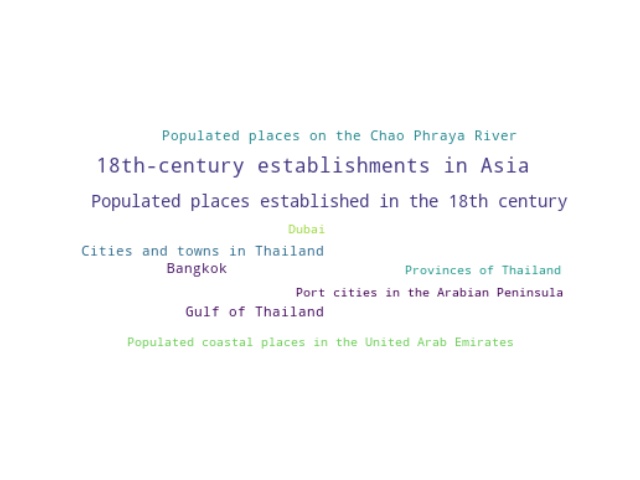 Populated places on the Chao Phraya River
18th-century establishments in Asia
Populated places established in the 18th century
Dubai
Cities and towns in Thailand
Bangkok
Provinces of Thailand
Port cities in the Arabian Peninsula
Gulf of Thailand
Populated coastal places in the United Arab Emirates